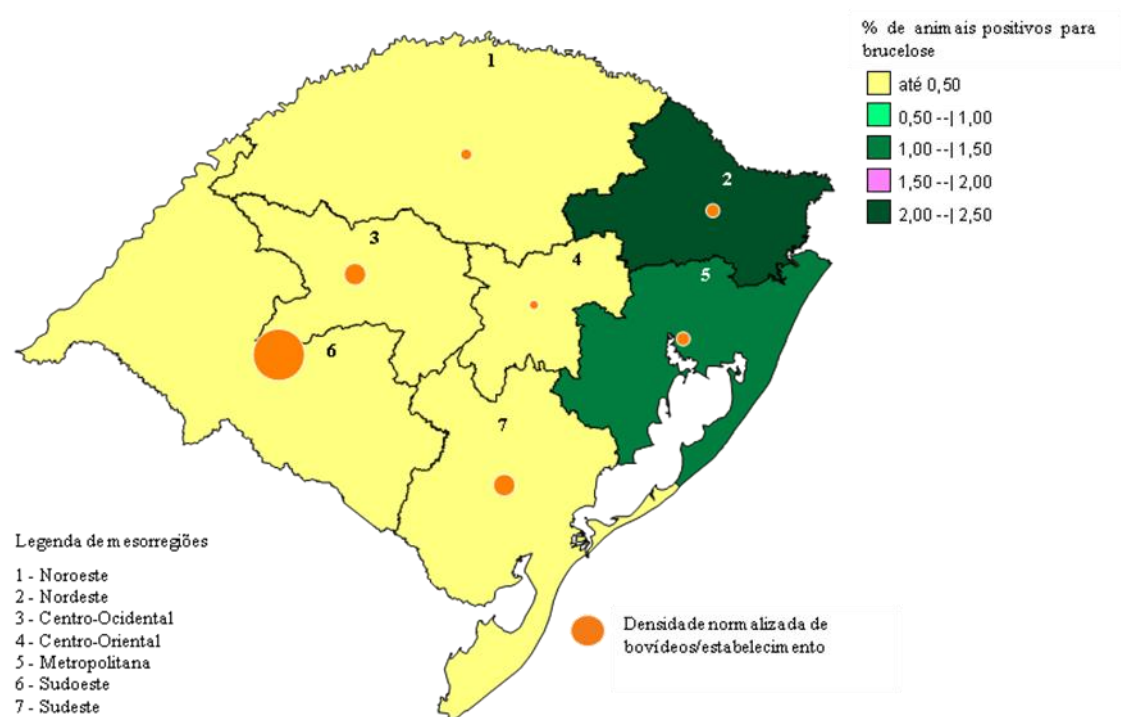 % de animais positivos para
brucelose
até 0,50
0,50 --| 1,00
1,00 --| 1,50
1,50 --| 2,00
2,00 --| 2,50
1
2
3
4
5
6
7
Legenda de mesorregiões
1 - Noroeste
2 - Nordeste
3 - Centro-Ocidental
4 - Centro-Oriental
5 - Metropolitana
6 - Sudoeste
7 - Sudeste
Densidade normalizada de
bovídeos/estabelecimento